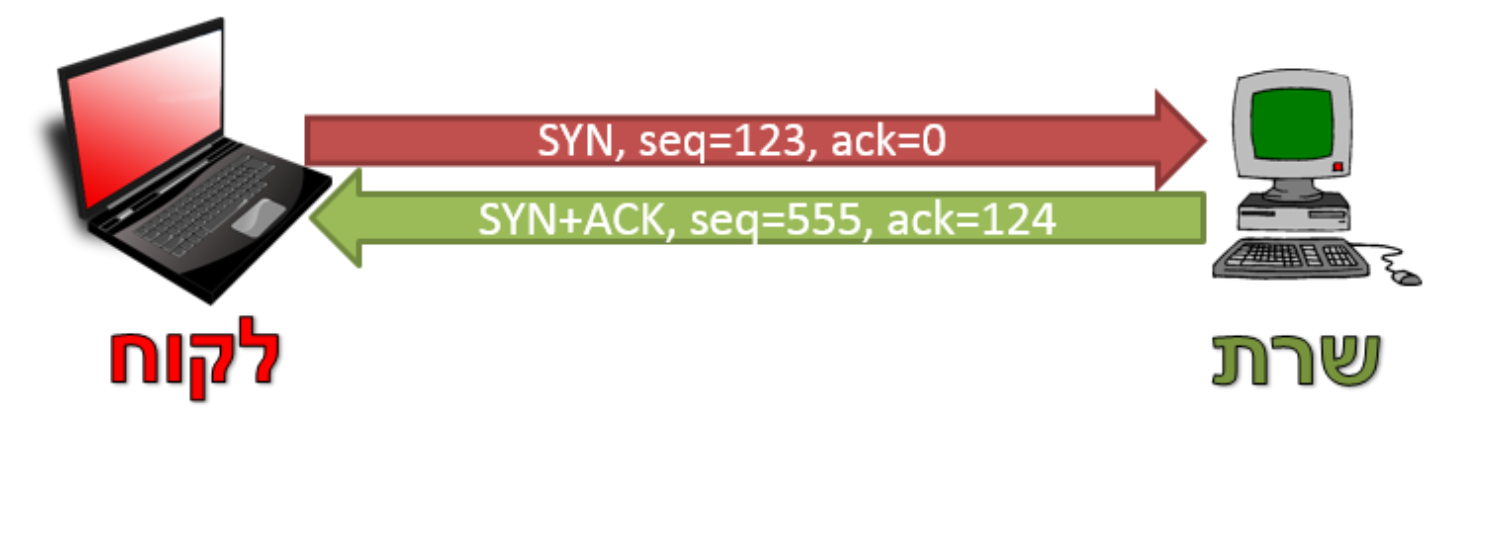 SYN, seq=123, ack=0
SYN+ACK, seq=555, ack=124
לקוח
שרת